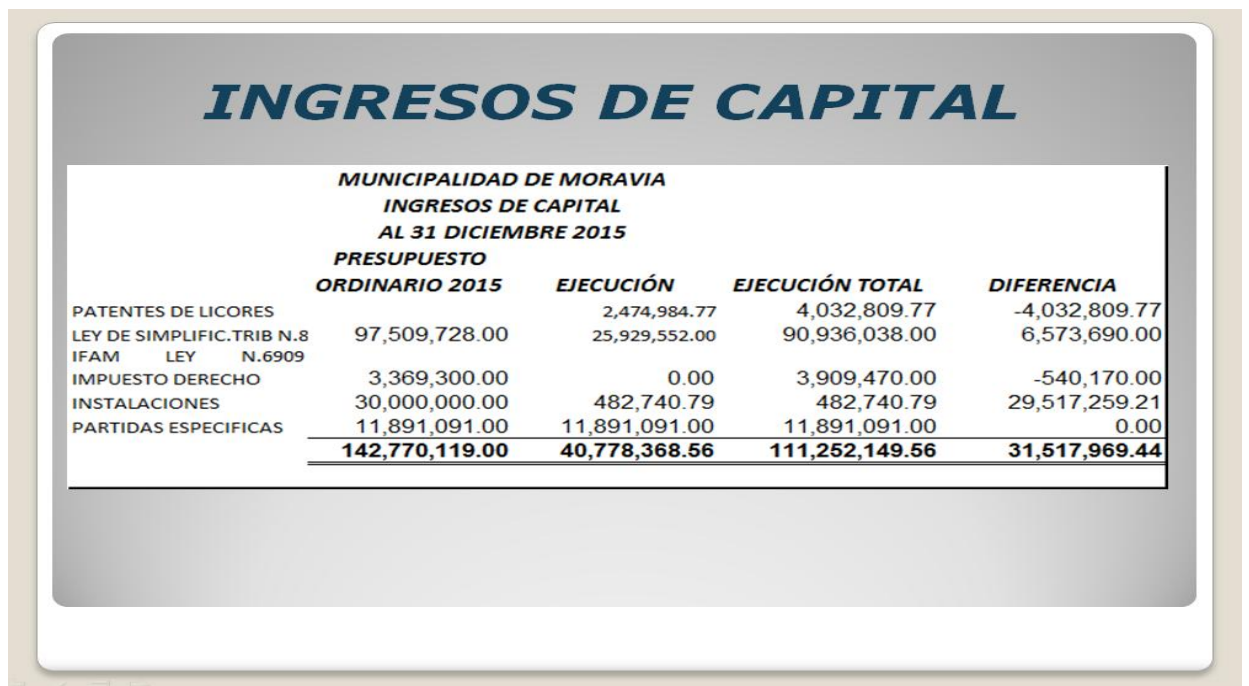 INGRESOS DE CAPITAL
MUNICIPALIDAD DE MORAVIA
INGRESOS DE CAPITAL
AL 31 DICIEMBRE 2015
PRESUPUESTO
ORDINARIO 2015 EJECUCIÓN EJECUCIÓN TOTAL DIFERENCIA
PATENTES DE LICORES 2,474,984.77 4,032,809.77 -4,032,809.77
LEY DE SIMPLIFIC.TRIB N.8 97,509,728.00 25,929,552.00 90,936,038.00 6,573,690.00
IFAM LEY N.6909
IMPUESTO DERECHO 3,369,300.00 0.00 3,909,470.00 -540,170.00
INSTALACIONES 30,000,000.00 482,740.79 482,740.79 29,517,259.21
PARTIDAS ESPECIFICAS 11,891,091.00 11,891,091.00 11,891,091.00 0.00
142,770,119.00 40,778,368.56 111,252,149.56 31,517,969.44